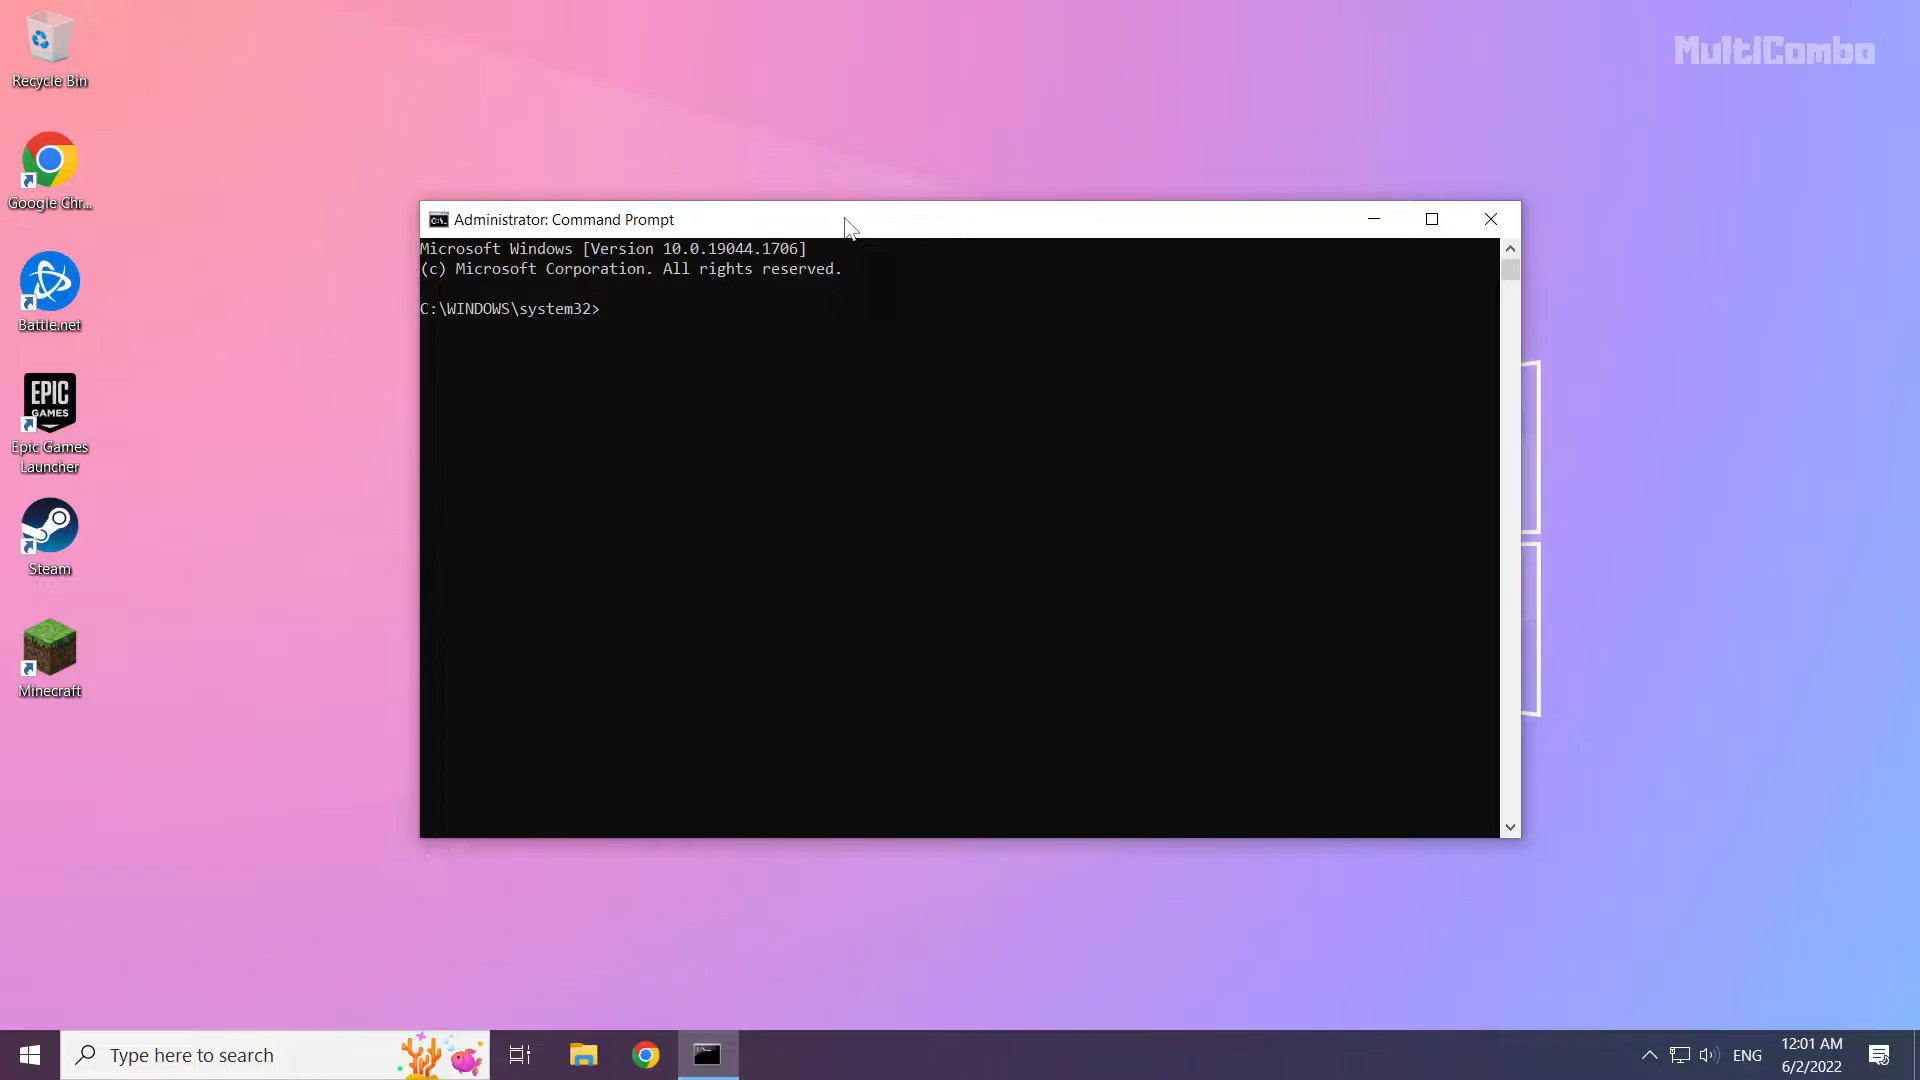 Recycle Bin
Google Chr...
Battle.net
EPIC
GAMES
Epic Games
Launcher
Steam
Minecraft
MultiCombo
C:\.
Administrator: Command Prompt
Microsoft Windows [Version 10.0.19044.1706]
(c) Microsoft Corporation. All rights reserved.
C:\WINDOWS\system32>
Type here to search
ENG
12:01 AM
6/2/2022